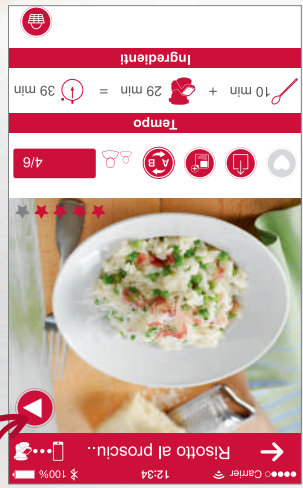 Carrier 12:34 100%
Risotto al prosciu..
A B 4/6
Tempo
10 min + 29 min = 39 min
Ingredienti